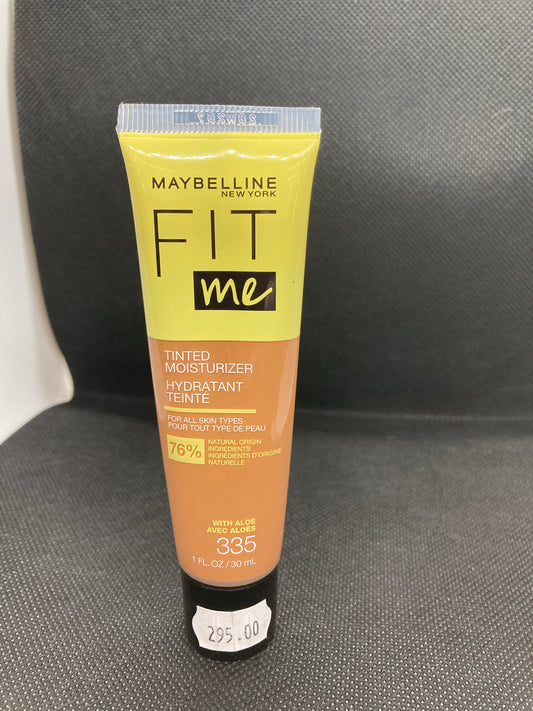 MAYBELLINE
NEW YORK
FIT
me
TINTED
MOISTURIZER
HYDRATANT
TEINTÉ
FOR ALL SKIN TYPES
POUR TOUT TYPE DE PEAU
76%
NATURAL ORIGIN
INGREDIENTS
INGRÉDIENTS D'ORIGINE
NATURELLE
WITH ALOE
AVEC ALOÈS
335
1 FL. OZ / 30 mL
295.00